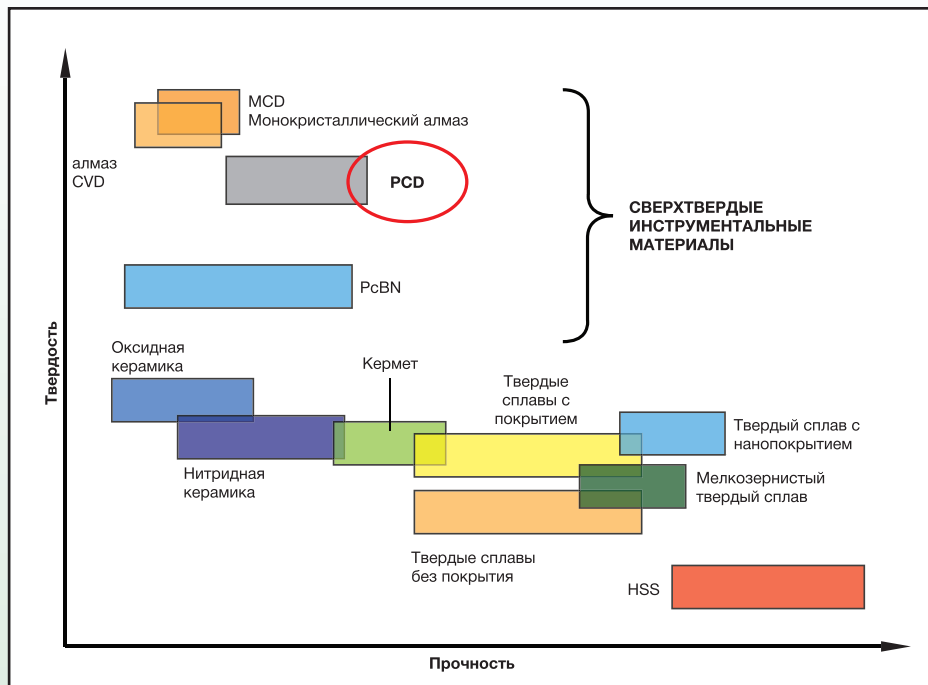 MCD
Монокристаллический алмаз
алмаз
CVD
PCD
СВЕРХТВЕРДЫЕ
ИНСТРУМЕНТАЛЬНЫЕ
МАТЕРИАЛЫ
PcBN
Твердость
Оксидная
керамика
Кермет
Твердые
сплавы с
покрытием
Твердый сплав с
нанопокрытием
Нитридная
керамика
Мелкозернистый
твердый сплав
Твердые сплавы
без покрытия
HSS
Прочность